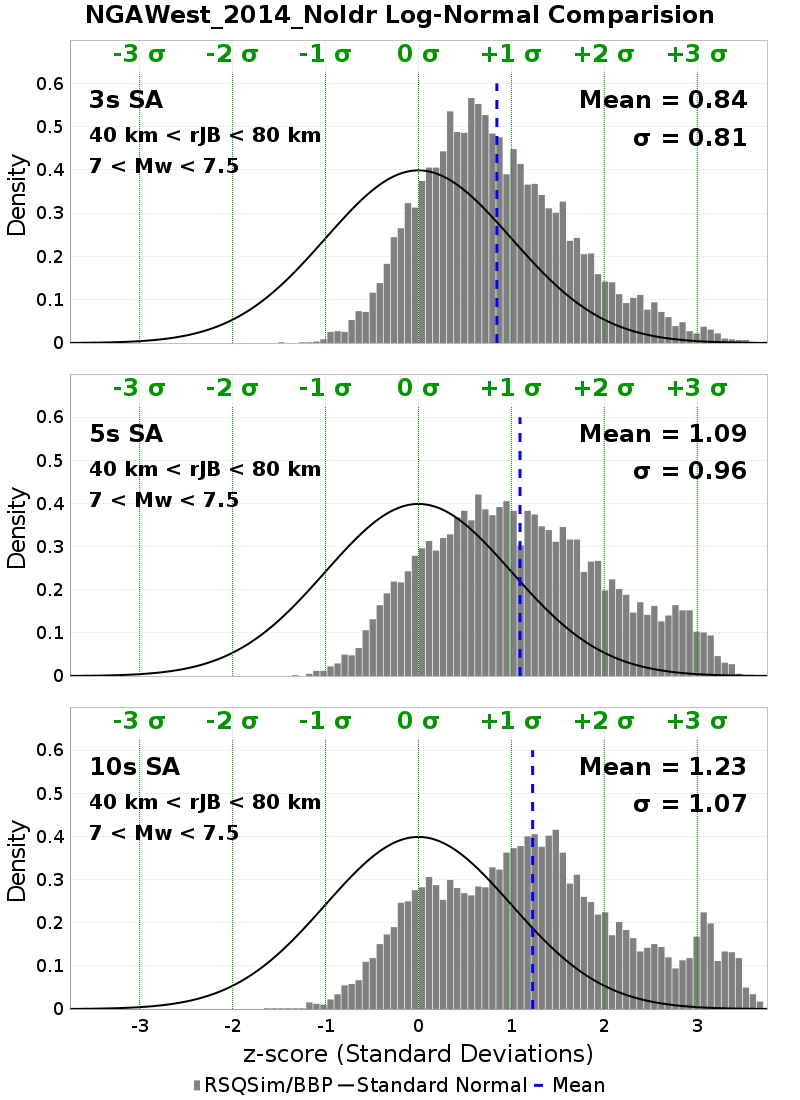 NGAWest_2014_NoIdr Log-Normal Comparision
-3 σ -2 σ -1 σ 0 σ +1 σ +2 σ +3 σ
3s SA
Mean = 0.84
40 km < rJB < 80 km
σ = 0.81
7 < Mw < 7.5
Density
0.6
0.5
0.4
0.3
0.2
0.1
0
-3 σ -2 σ -1 σ 0 σ +1 σ +2 σ +3 σ
5s SA
Mean = 1.09
40 km < rJB < 80 km
σ = 0.96
7 < Mw < 7.5
Density
0.6
0.5
0.4
0.3
0.2
0.1
0
-3 σ -2 σ -1 σ 0 σ +1 σ +2 σ +3 σ
10s SA
Mean = 1.23
40 km < rJB < 80 km
σ = 1.07
7 < Mw < 7.5
Density
0.6
0.5
0.4
0.3
0.2
0.1
0
-3 -2 -1 0 1 2 3
z-score (Standard Deviations)
RSQSim/BBP Standard Normal Mean